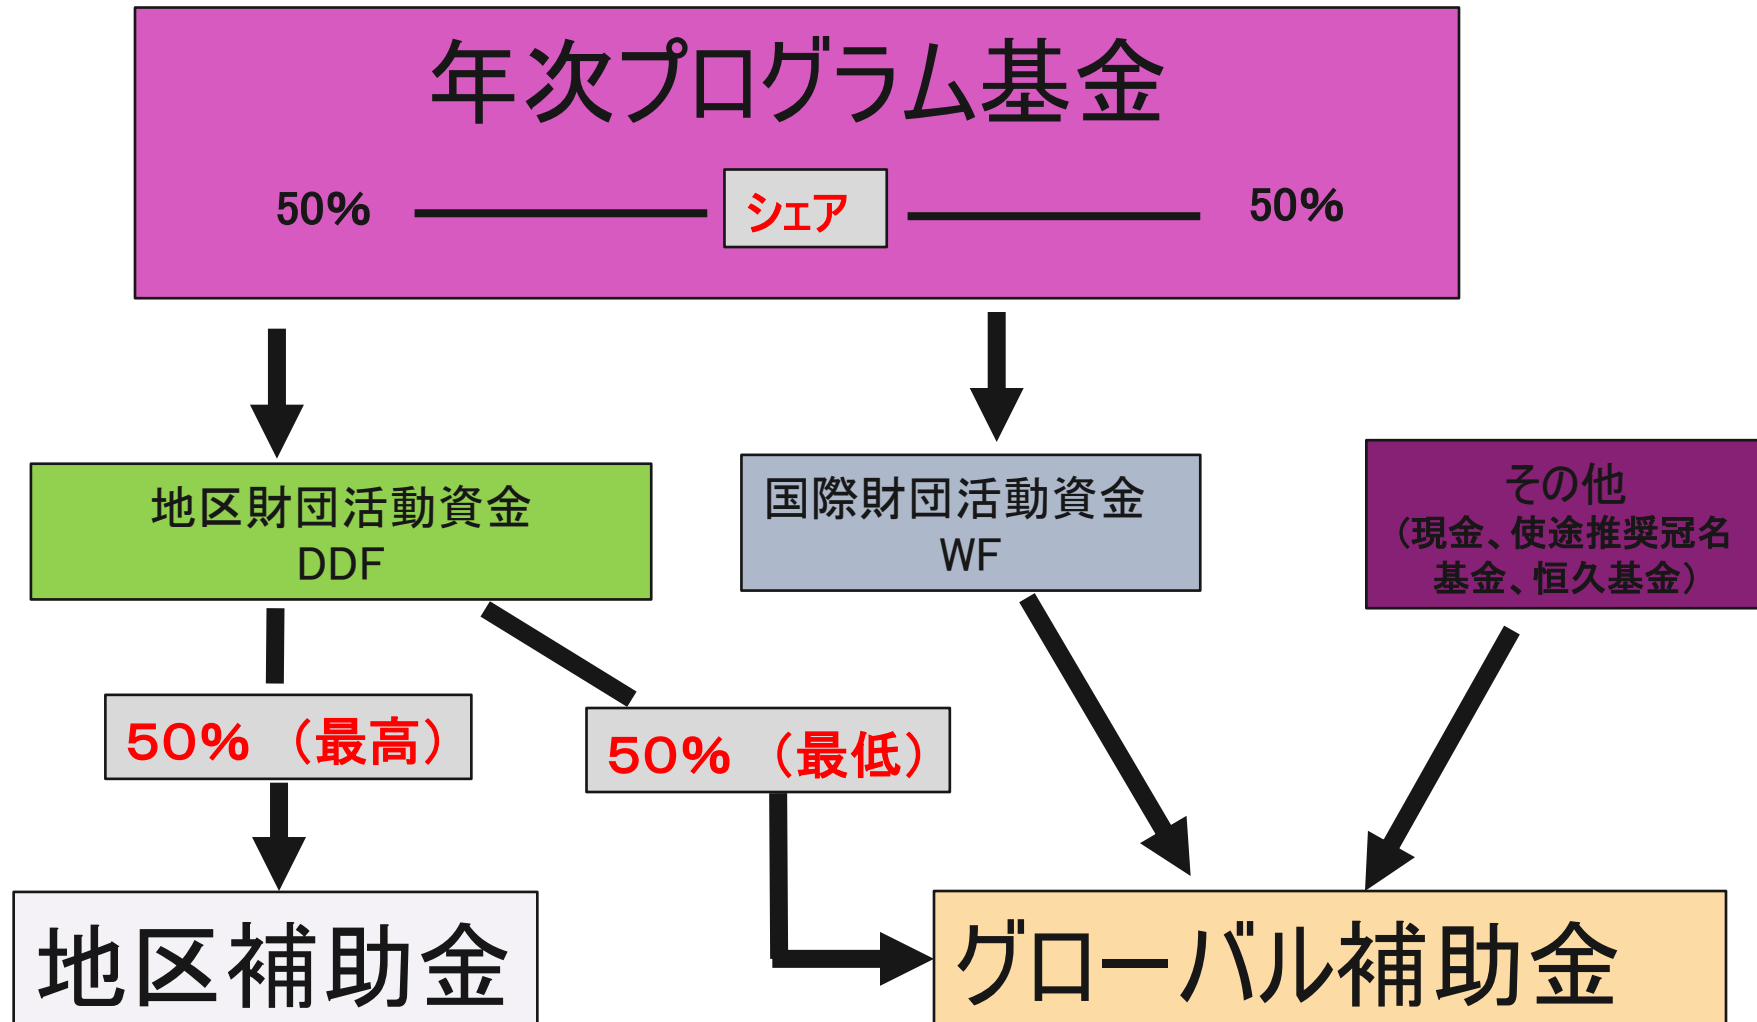 年次プログラム基金
50%
シェア
50%
地区財団活動資金
DDF
国際財団活動資金
WF
その他
（現金、使途推奨冠名
基金、恒久基金）
50% （最高）
50% （最低）
地区補助金
グローバル補助金